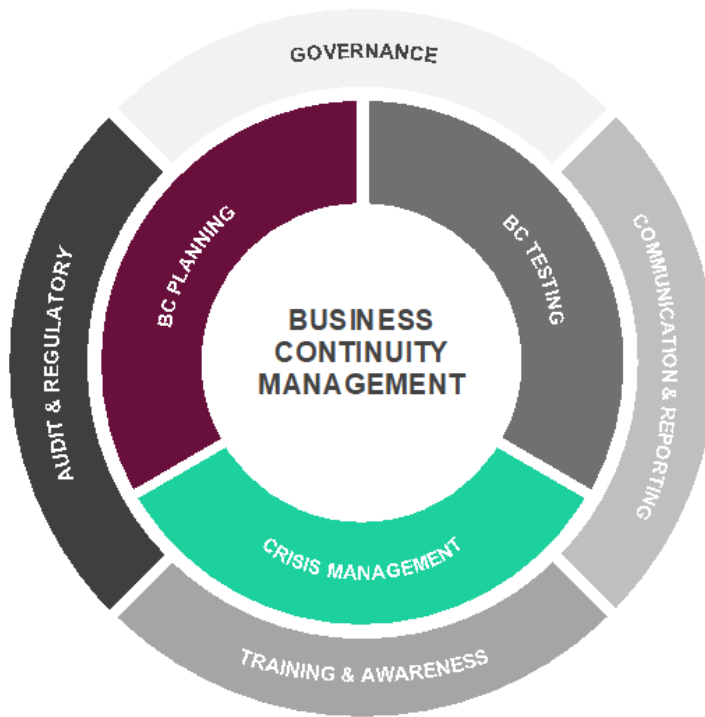 GOVERNANCE
BC PLANNING
BC TESTING
COMMUNICATION & REPORTING
AUDIT & REGULATORY
BUSINESS
CONTINUITY
MANAGEMENT
CRISIS MANAGEMENT
TRAINING & AWARENESS